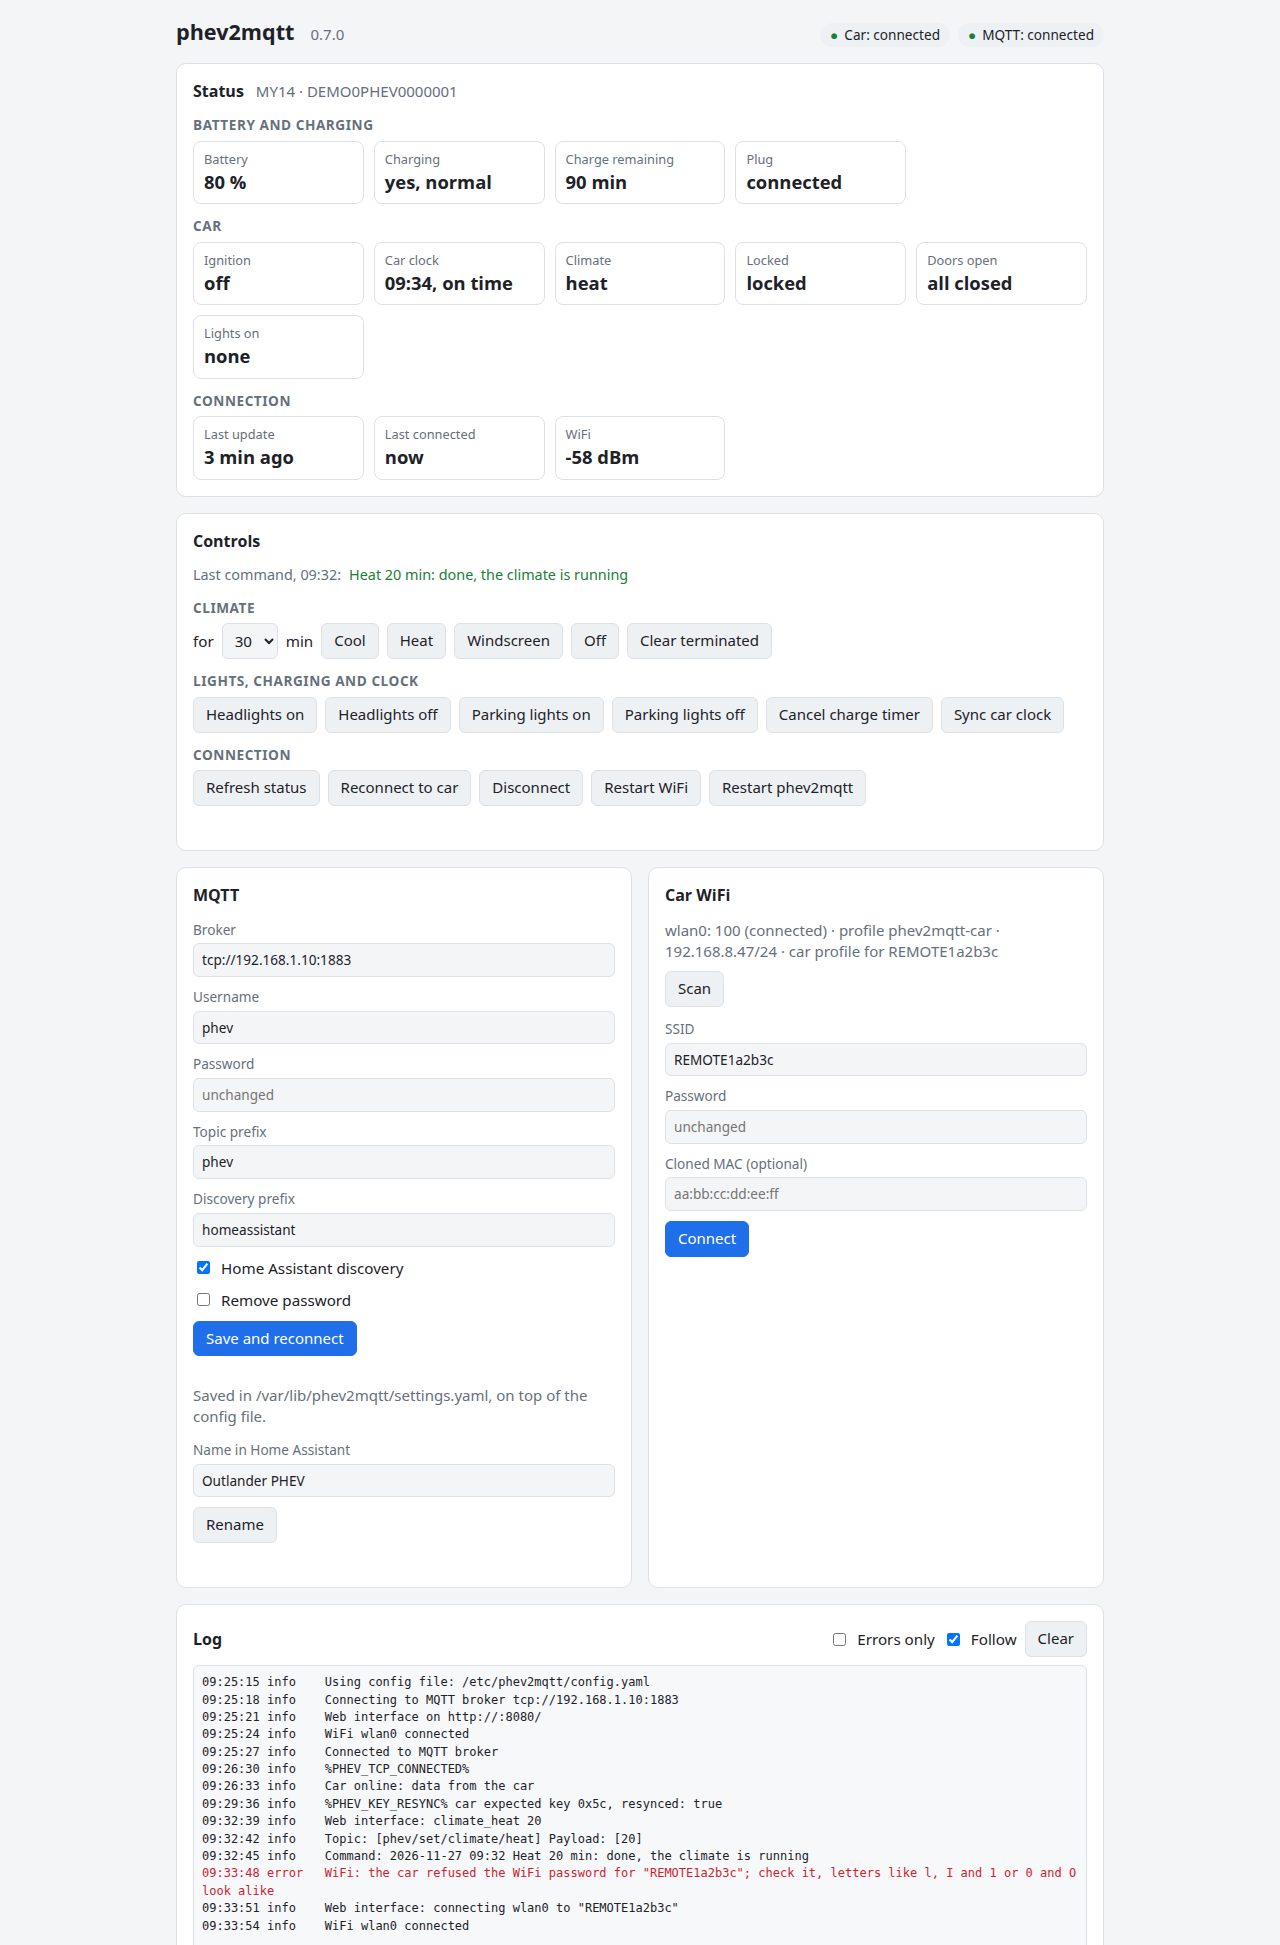 phev2mqtt 0.7.0 ● Car: connected ● MQTT: connected
Status MY14 · DEMO0PHEV0000001
BATTERY AND CHARGING
Battery Charging Charge remaining Plug
80 % yes, normal 90 min connected
CAR
Ignition Car clock Climate Locked Doors open
off 09:34, on time heat locked all closed
Lights on
none
CONNECTION
Last update Last connected WiFi
3 min ago now -58 dBm
Controls
Last command, 09:32: Heat 20 min: done, the climate is running
CLIMATE
for 30 min Cool Heat Windscreen Off Clear terminated
LIGHTS, CHARGING AND CLOCK
Headlights on Headlights off Parking lights on Parking lights off Cancel charge timer Sync car clock
CONNECTION
Refresh status Reconnect to car Disconnect Restart WiFi Restart phev2mqtt
MQTT
Broker
tcp://192.168.1.10:1883
Username
phev
Password
unchanged
Topic prefix
phev
Discovery prefix
homeassistant
Home Assistant discovery
Remove password
Save and reconnect
Saved in /var/lib/phev2mqtt/settings.yaml, on top of the
config file.
Name in Home Assistant
Outlander PHEV
Rename
Car WiFi
wlan0: 100 (connected) · profile phev2mqtt-car ·
192.168.8.47/24 · car profile for REMOTE1a2b3c
Scan
SSID
REMOTE1a2b3c
Password
unchanged
Cloned MAC (optional)
aa:bb:cc:dd:ee:ff
Connect
Log Errors only Follow Clear
09:25:15 info Using config file: /etc/phev2mqtt/config.yaml
09:25:18 info Connecting to MQTT broker tcp://192.168.1.10:1883
09:25:21 info Web interface on http://:8080/
09:25:24 info WiFi wlan0 connected
09:25:27 info Connected to MQTT broker
09:26:30 info %PHEV_TCP_CONNECTED%
09:26:33 info Car online: data from the car
09:29:36 info %PHEV_KEY_RESYNC% car expected key 0x5c, resynced: true
09:32:39 info Web interface: climate_heat 20
09:32:42 info Topic: [phev/set/climate/heat] Payload: [20]
09:32:45 info Command: 2026-11-27 09:32 Heat 20 min: done, the climate is running
09:33:48 error WiFi: the car refused the WiFi password for "REMOTE1a2b3c"; check it, letters like l, I and 1 or 0 and O
look alike
09:33:51 info Web interface: connecting wlan0 to "REMOTE1a2b3c"
09:33:54 info WiFi wlan0 connected